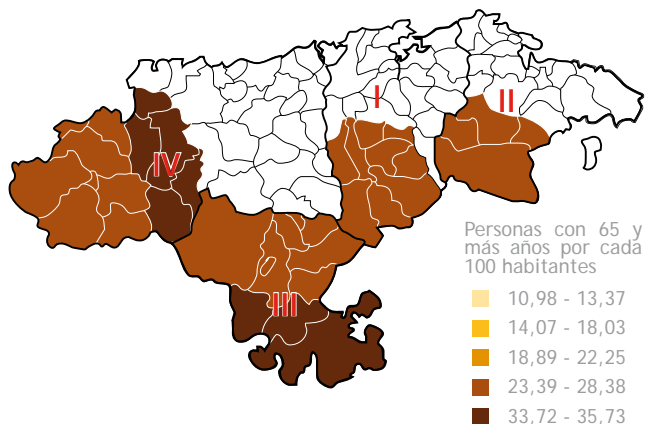 I
II
IV
III
Personas con 65 y
más años por cada
100 habitantes
10,98 - 13,37
14,07 - 18,03
18,89 - 22,25
23,39 - 28,38
33,72 - 35,73